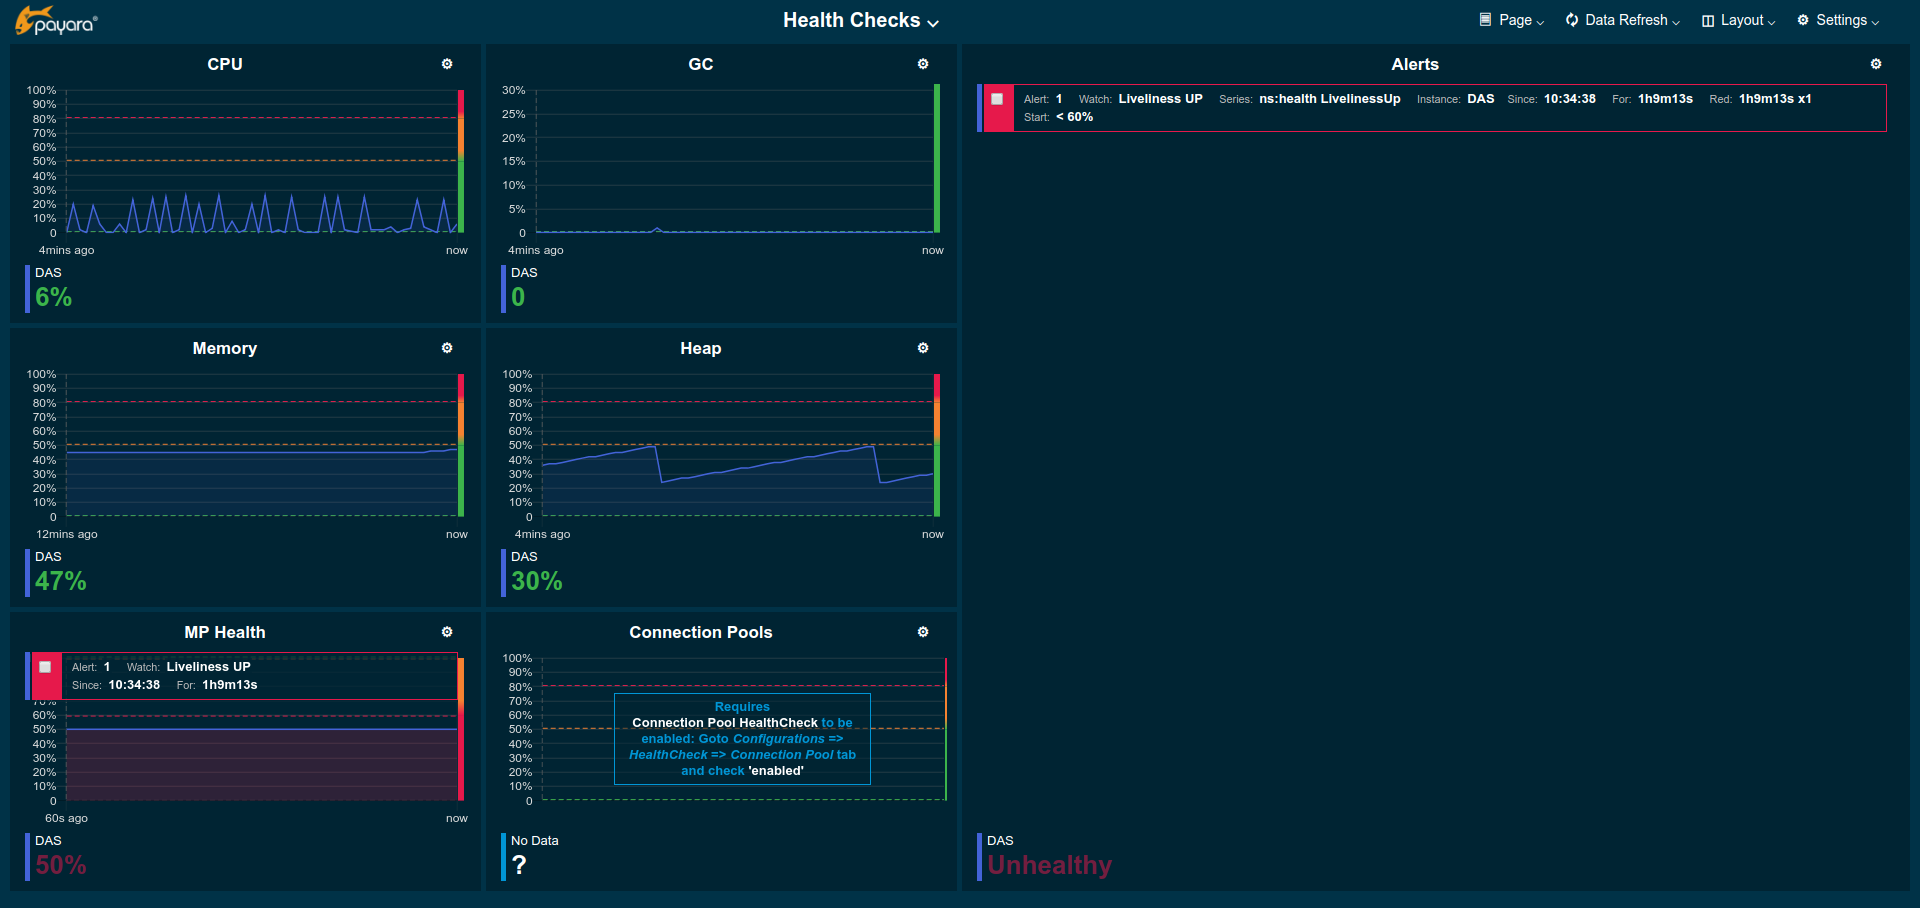 payara®
Health Checks
Page
Data Refresh
Layout
Settings
CPU
100%
90%
80%
70%
60%
50%
40%
30%
20%
10%
0
4mins ago
now
DAS
6%
GC
30%
25%
20%
15%
10%
5%
0
4mins ago
now
DAS
0
Alerts
Alert: 1 Watch: Liveliness UP Series: ns:health LivelinessUp Instance: DAS Since: 10:34:38 For: 1h9m13s Red: 1h9m13s x1
Start: < 60%
Memory
100%
90%
80%
70%
60%
50%
40%
30%
20%
10%
0
12mins ago
now
DAS
47%
Heap
100%
90%
80%
70%
60%
50%
40%
30%
20%
10%
0
4mins ago
now
DAS
30%
MP Health
Alert: 1 Watch: Liveliness UP
Since: 10:34:38 For: 1h9m13s
70%
60%
50%
40%
30%
20%
10%
0
60s ago
now
DAS
50%
Connection Pools
100%
90%
80%
70%
60%
50%
40%
30%
20%
10%
0
Requires
Connection Pool HealthCheck to be
enabled: Goto Configurations =>
HealthCheck => Connection Pool tab
and check 'enabled'
No Data
?
DAS
Unhealthy